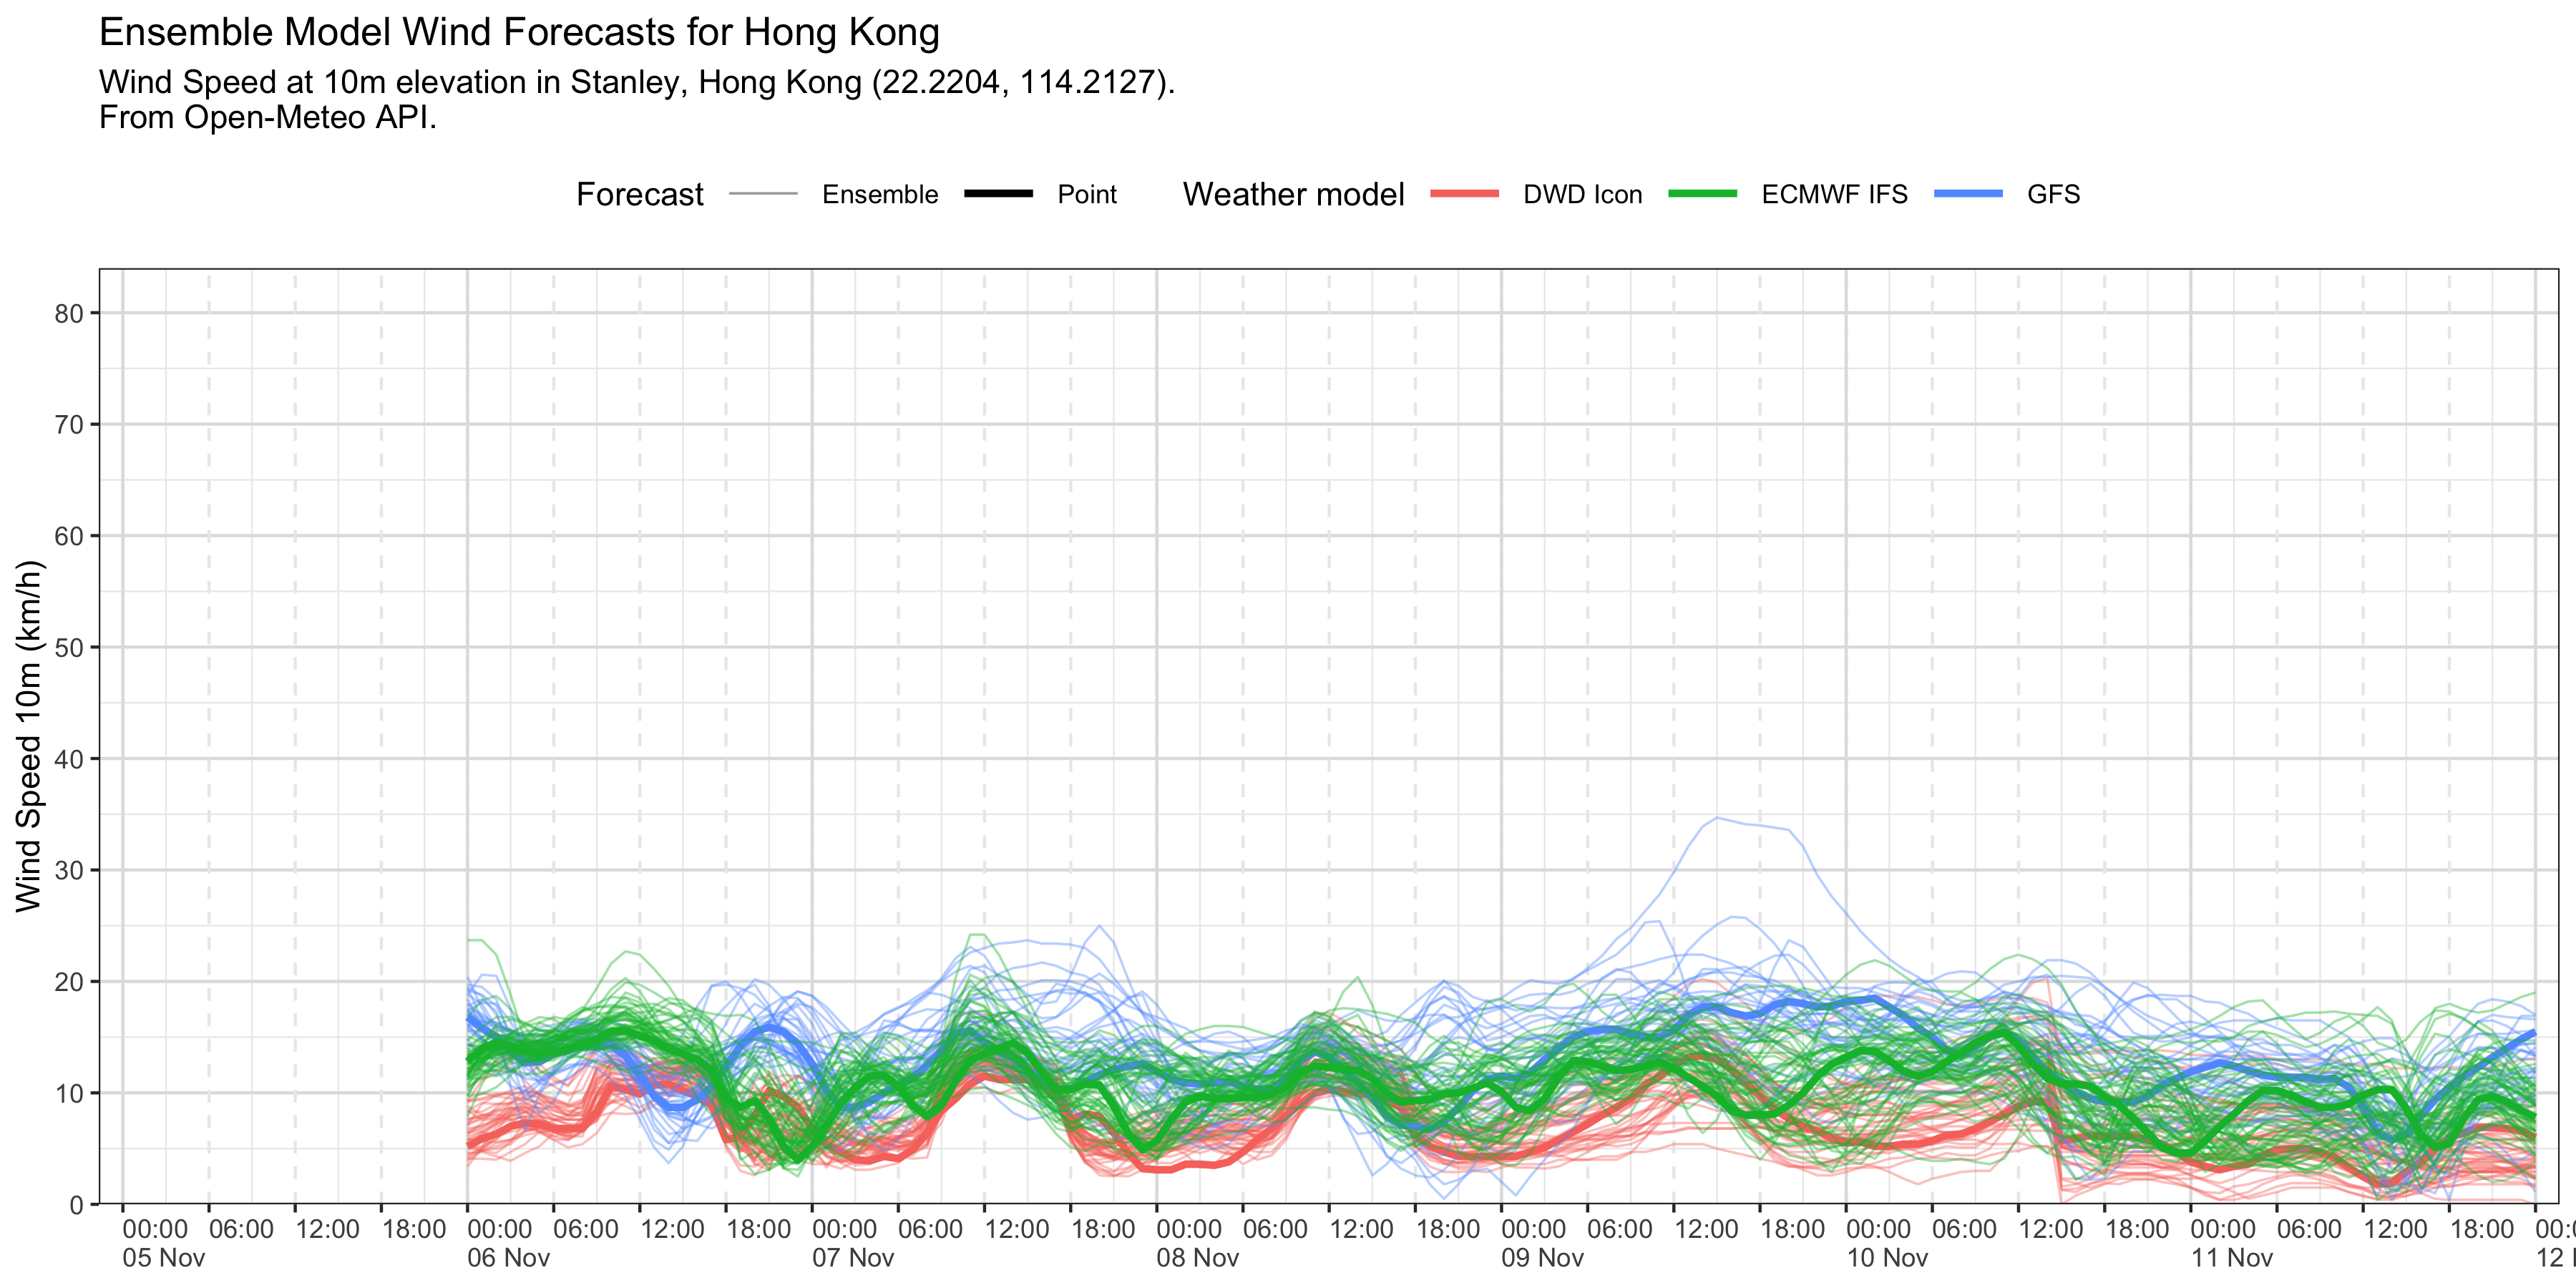 Ensemble Model Wind Forecasts for Hong Kong
Wind Speed at 10m elevation in Stanley, Hong Kong (22.2204, 114.2127).
From Open-Meteo API.
Forecast Ensemble Point Weather model DWD Icon ECMWF IFS GFS
Wind Speed 10m (km/h)
80
70
60
50
40
30
20
10
0
00:00 06:00 12:00 18:00 00:00 06:00 12:00 18:00 00:00 06:00 12:00 18:00 00:00 06:00 12:00 18:00 00:00 06:00 12:00 18:00 00:00 06:00 12:00 18:00 00:00 06:00 12:00 18:00
05 Nov 06 Nov 07 Nov 08 Nov 09 Nov 10 Nov 11 Nov 12